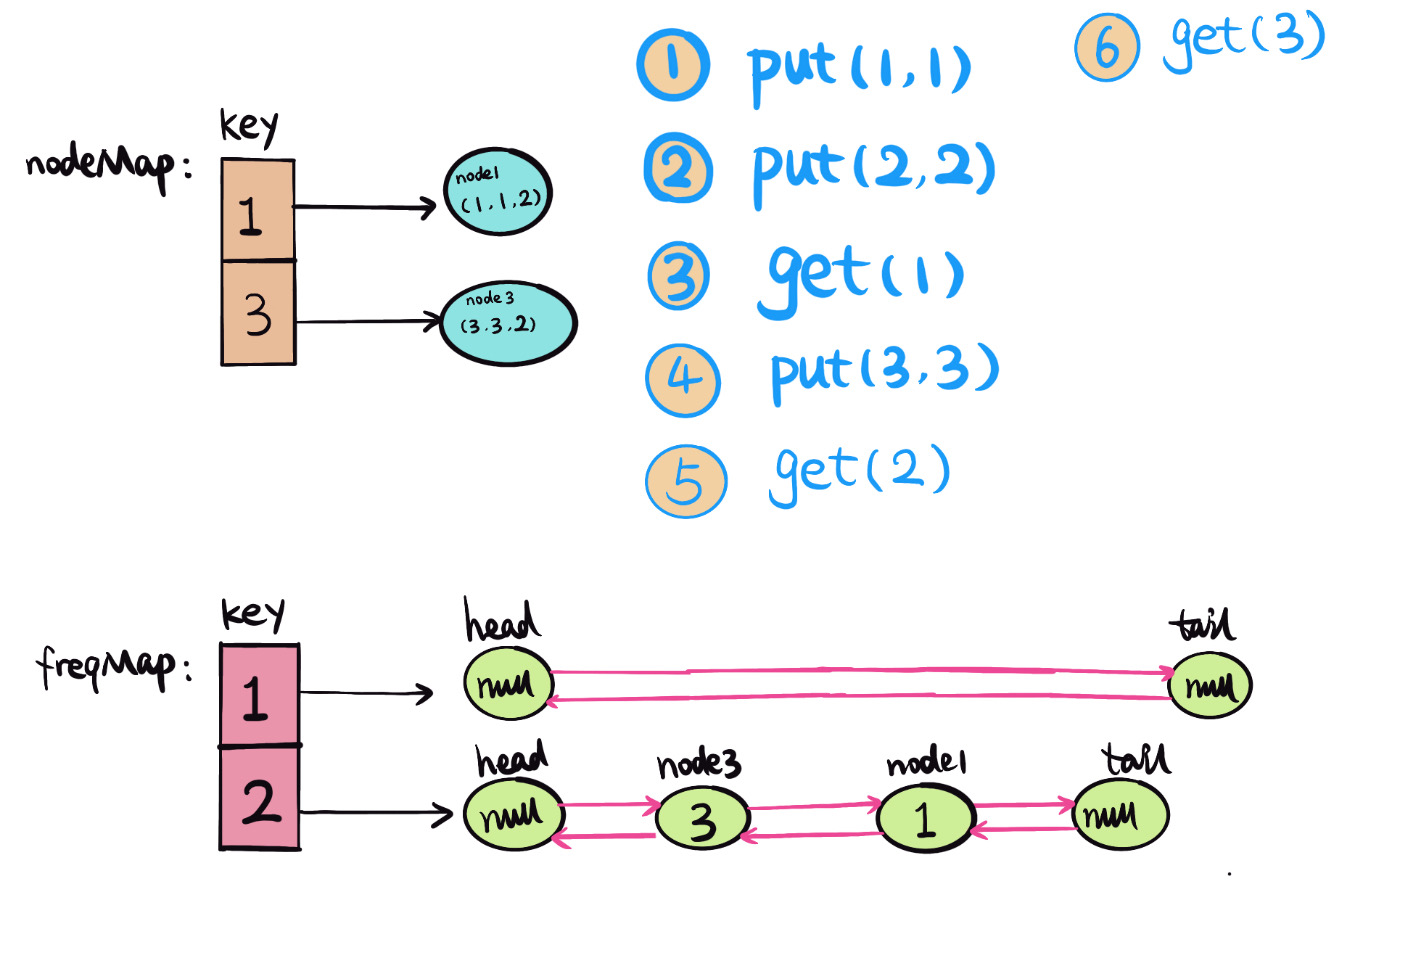 ① put(1,1)
② put(2,2)
③ get(1)
④ put(3,3)
⑤ get(2)
⑥ get(3)
nodeMap:
key
1
node1
(1,1,2)
3
node3
(3,3,2)
freqMap:
key
1
head
null
tail
null
2
head
null
node3
3
node1
1
tail
null